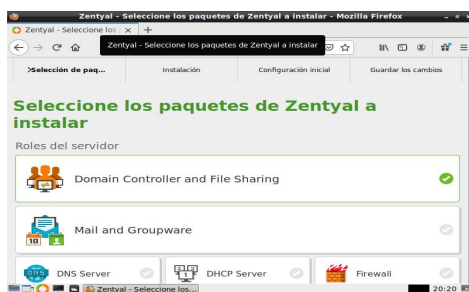 Zentyal - Seleccione los paquetes de Zentyal a instalar - Mozilla Firefox
Zentyal - Seleccione los
Zentyal - Seleccione los paquetes de Zentyal a instalar
Selección de paq...
Instalación
Configuración inicial
Guardar los cambios
Seleccione los paquetes de Zentyal a
instalar
Roles del servidor
Domain Controller and File Sharing
10
Mail and Groupware
DNS
DNS Server
DHCP Server
Firewall
Zentyal - Seleccione los...
20:20